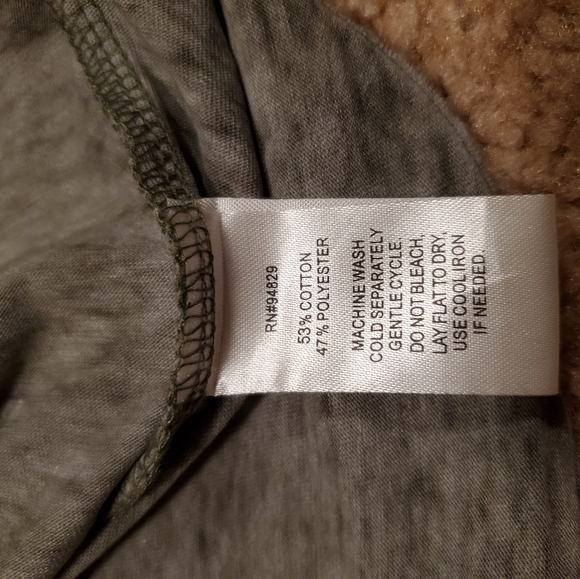 RN#94829
53% COTTON
47% POLYESTER
MACHINE WASH
COLD SEPARATELY
GENTLE CYCLE.
DO NOT BLEACH,
LAY FLAT TO DRY,
USE COOL IRON
IF NEEDED.